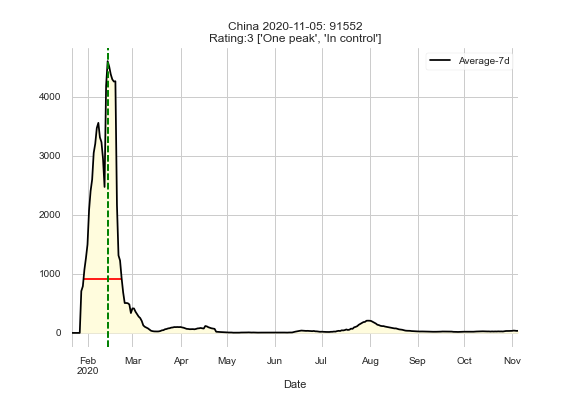 China 2020-11-05: 91552
Rating:3 ['One peak', 'In control']
Average-7d
4000
3000
2000
1000
0
Feb Mar Apr May Jun Jul Aug Sep Oct Nov
2020
Date